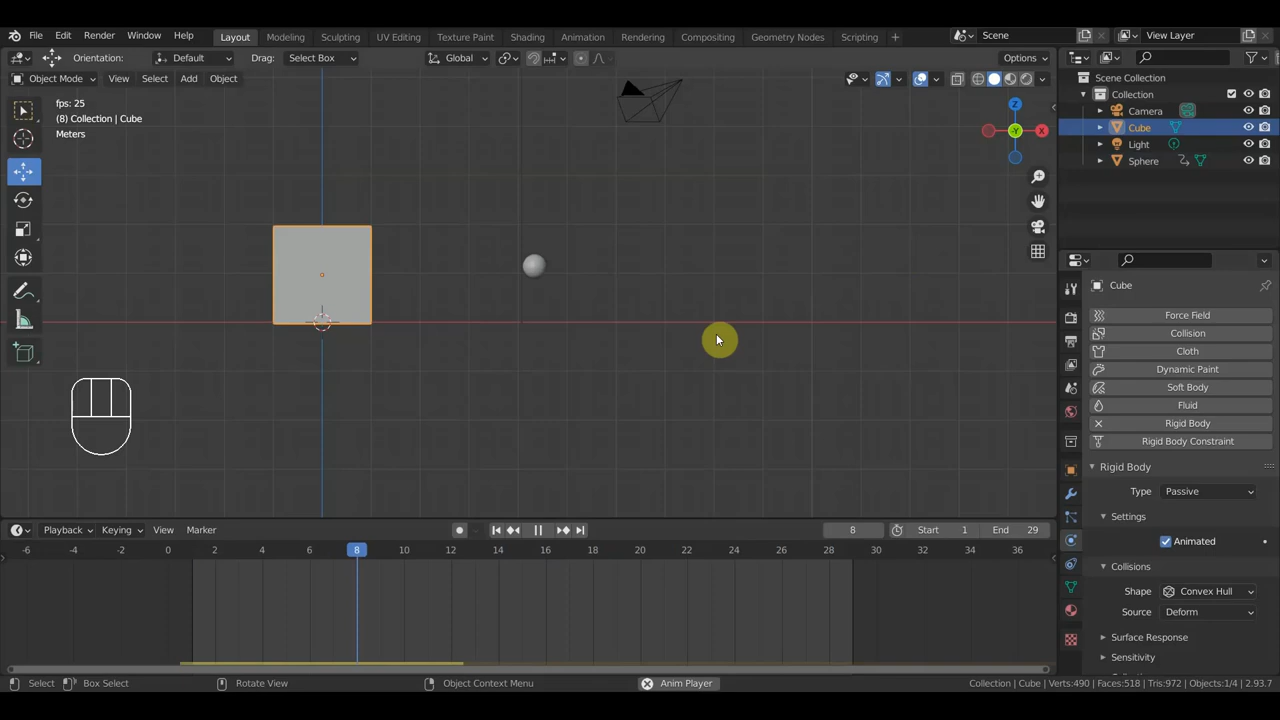 File Edit Render Window Help Layout Modeling Sculpting UV Editing Texture Paint Shading Animation Rendering Compositing Geometry Nodes Scripting + Scene View Layer
Orientation: Default Drag: Select Box Global Options
Object Mode View Select Add Object
fps: 25
(8) Collection | Cube
Meters
Z
-Y
X
Scene Collection
Collection
Camera
Cube
Light
Sphere
Cube
Force Field
Collision
Cloth
Dynamic Paint
Soft Body
Fluid
Rigid Body
Rigid Body Constraint
Rigid Body
Type Passive
Settings
Animated
Collisions
Shape Convex Hull
Source Deform
Surface Response
Sensitivity
Playback Keying View Marker 8 Start 1 End 29
-6 -4 -2 0 2 4 6 8 10 12 14 16 18 20 22 24 26 28 30 32 34 36
Select Box Select Rotate View Object Context Menu Anim Player Collection | Cube | Verts:490 | Faces:518 | Tris:972 | Objects:1/4 | 2.93.7